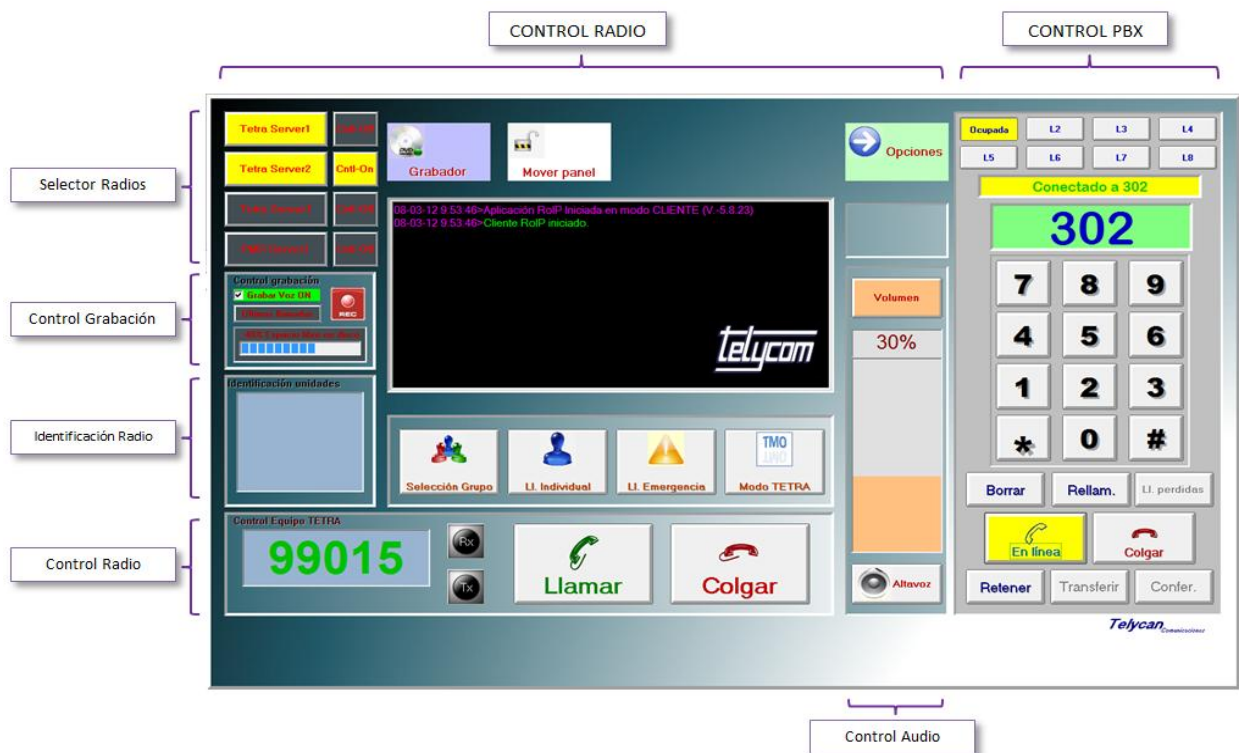 CONTROL RADIO
CONTROL PBX
Selector Radios
Control Grabación
Identificación Radio
Control Radio
Tetra Server1
Tetra Server2
Cntl-On
Grabador
Mover panel
Opciones
08-03-12 9.53.46>Aplicación RoIP Iniciada en modo CLIENTE (V.-5.8.23)
08-03-12 9.53.46>Cliente RoIP iniciado.
telycom
Control grabación
Grabar Voz ON
REC
Identificación unidades
Selección Grupo
Ll. Individual
Ll. Emergencia
TMO
Modo TETRA
Control Equipo TETRA
99015
Rx
Tx
Llamar
Colgar
Volumen
30%
Altavoz
Ocupada
L2
L3
L4
L5
L6
L7
L8
Conectado a 302
302
7 8 9
4 5 6
1 2 3
* 0 #
Borrar
Rellam.
Ll. perdidas
En línea
Colgar
Retener
Transferir
Confer.
Telycan
Comunicaciones
Control Audio